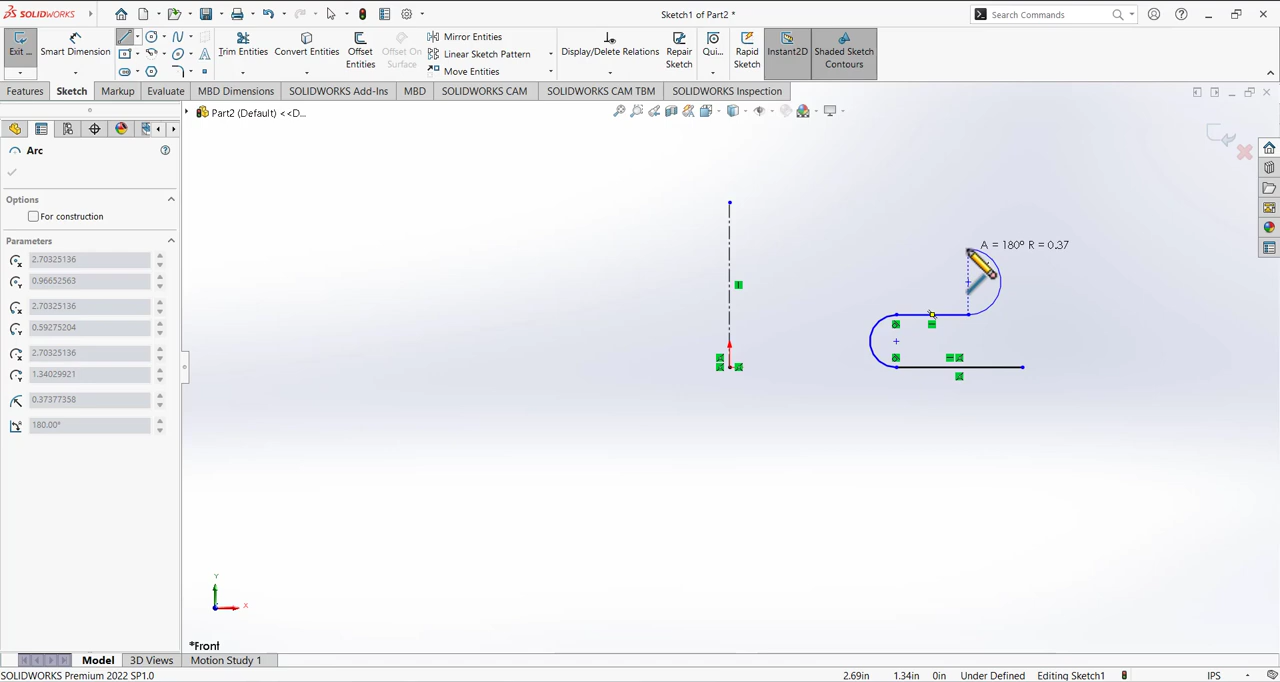 SOLIDWORKS
Sketch1 of Part2 *
Search Commands
Exit ...
Smart Dimension
Trim Entities
Convert Entities
Offset Entities
Offset On Surface
Mirror Entities
Linear Sketch Pattern
Move Entities
Display/Delete Relations
Repair Sketch
Qui...
Rapid Sketch
Instant2D
Shaded Sketch Contours
Features
Sketch
Markup
Evaluate
MBD Dimensions
SOLIDWORKS Add-Ins
MBD
SOLIDWORKS CAM
SOLIDWORKS CAM TBM
SOLIDWORKS Inspection
Part2 (Default) <<D...
Arc
Options
For construction
Parameters
2.70325136
0.96652563
2.70325136
0.59275204
2.70325136
1.34029921
0.37377358
180.00°
A = 180° R = 0.37
Y
X
*Front
Model
3D Views
Motion Study 1
SOLIDWORKS Premium 2022 SP1.0
2.69in
1.34in
0in
Under Defined
Editing Sketch1
IPS